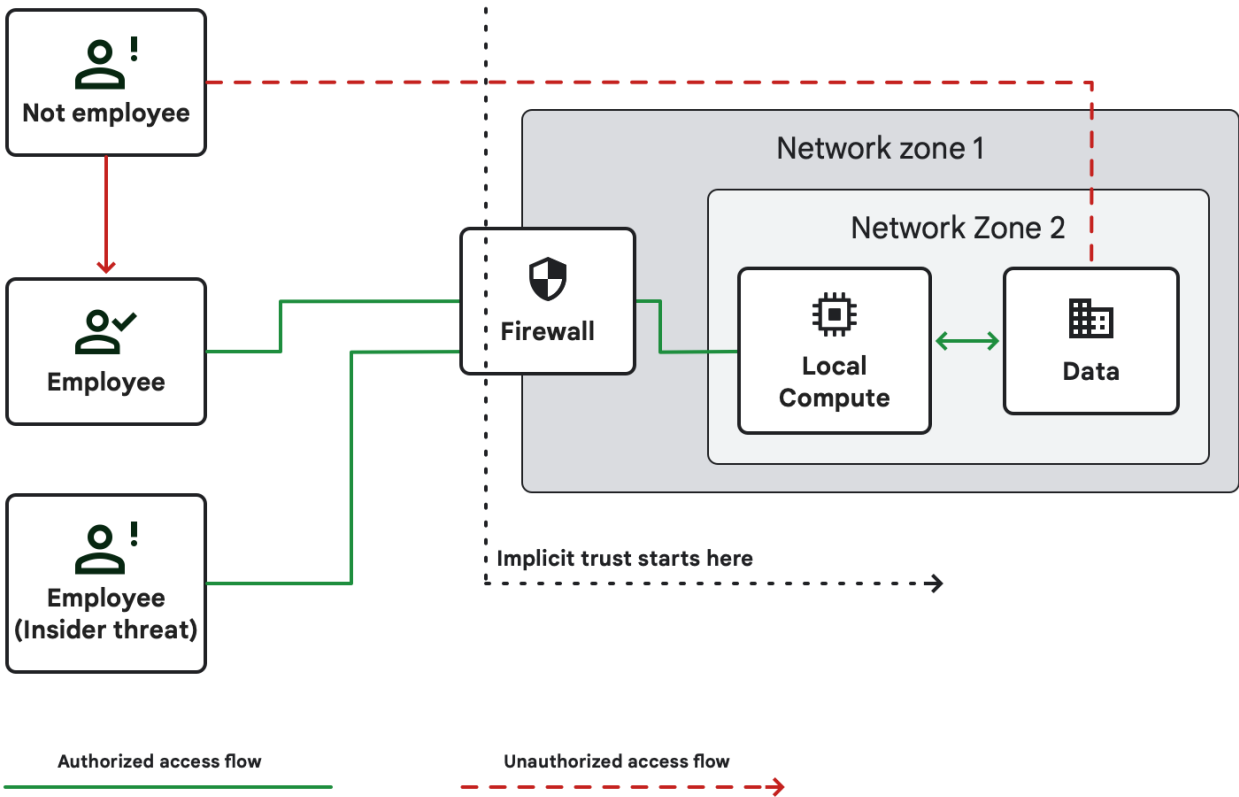 Not employee
Network zone 1
Network Zone 2
Firewall
Employee
Local
Compute
Data
Implicit trust starts here
Employee
(Insider threat)
Authorized access flow
Unauthorized access flow